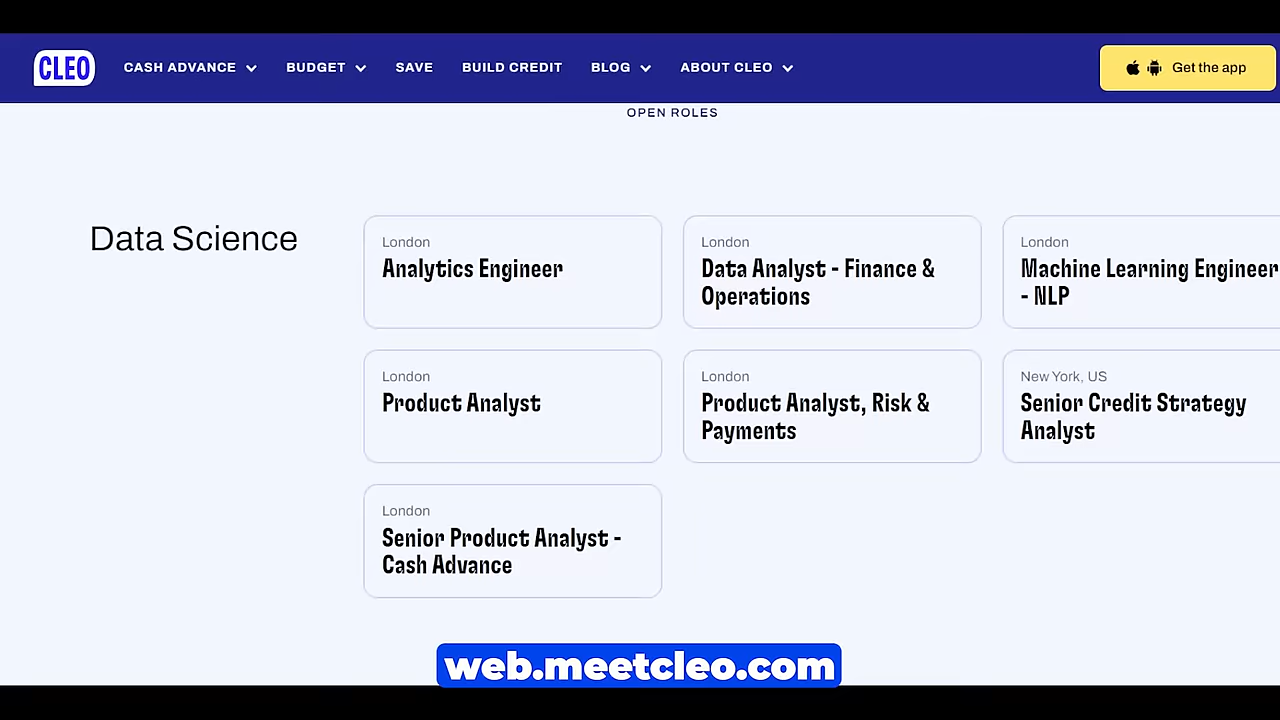 CLEO
CASH ADVANCE
BUDGET
SAVE
BUILD CREDIT
BLOG
ABOUT CLEO
Get the app
OPEN ROLES
Data Science
London
Analytics Engineer
London
Data Analyst - Finance &
Operations
London
Machine Learning Engineer
- NLP
London
Product Analyst
London
Product Analyst, Risk &
Payments
New York, US
Senior Credit Strategy
Analyst
London
Senior Product Analyst -
Cash Advance
web.meetcleo.com